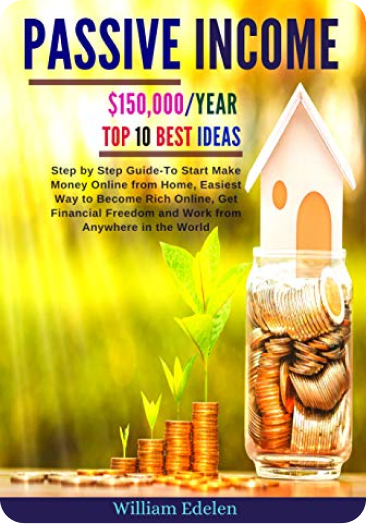 PASSIVE INCOME
$150,000/YEAR
TOP 10 BEST IDEAS
Step by Step Guide-To Start Make
Money Online from Home, Easiest
Way to Become Rich Online, Get
Financial Freedom and Work from
Anywhere in the World
William Edelen